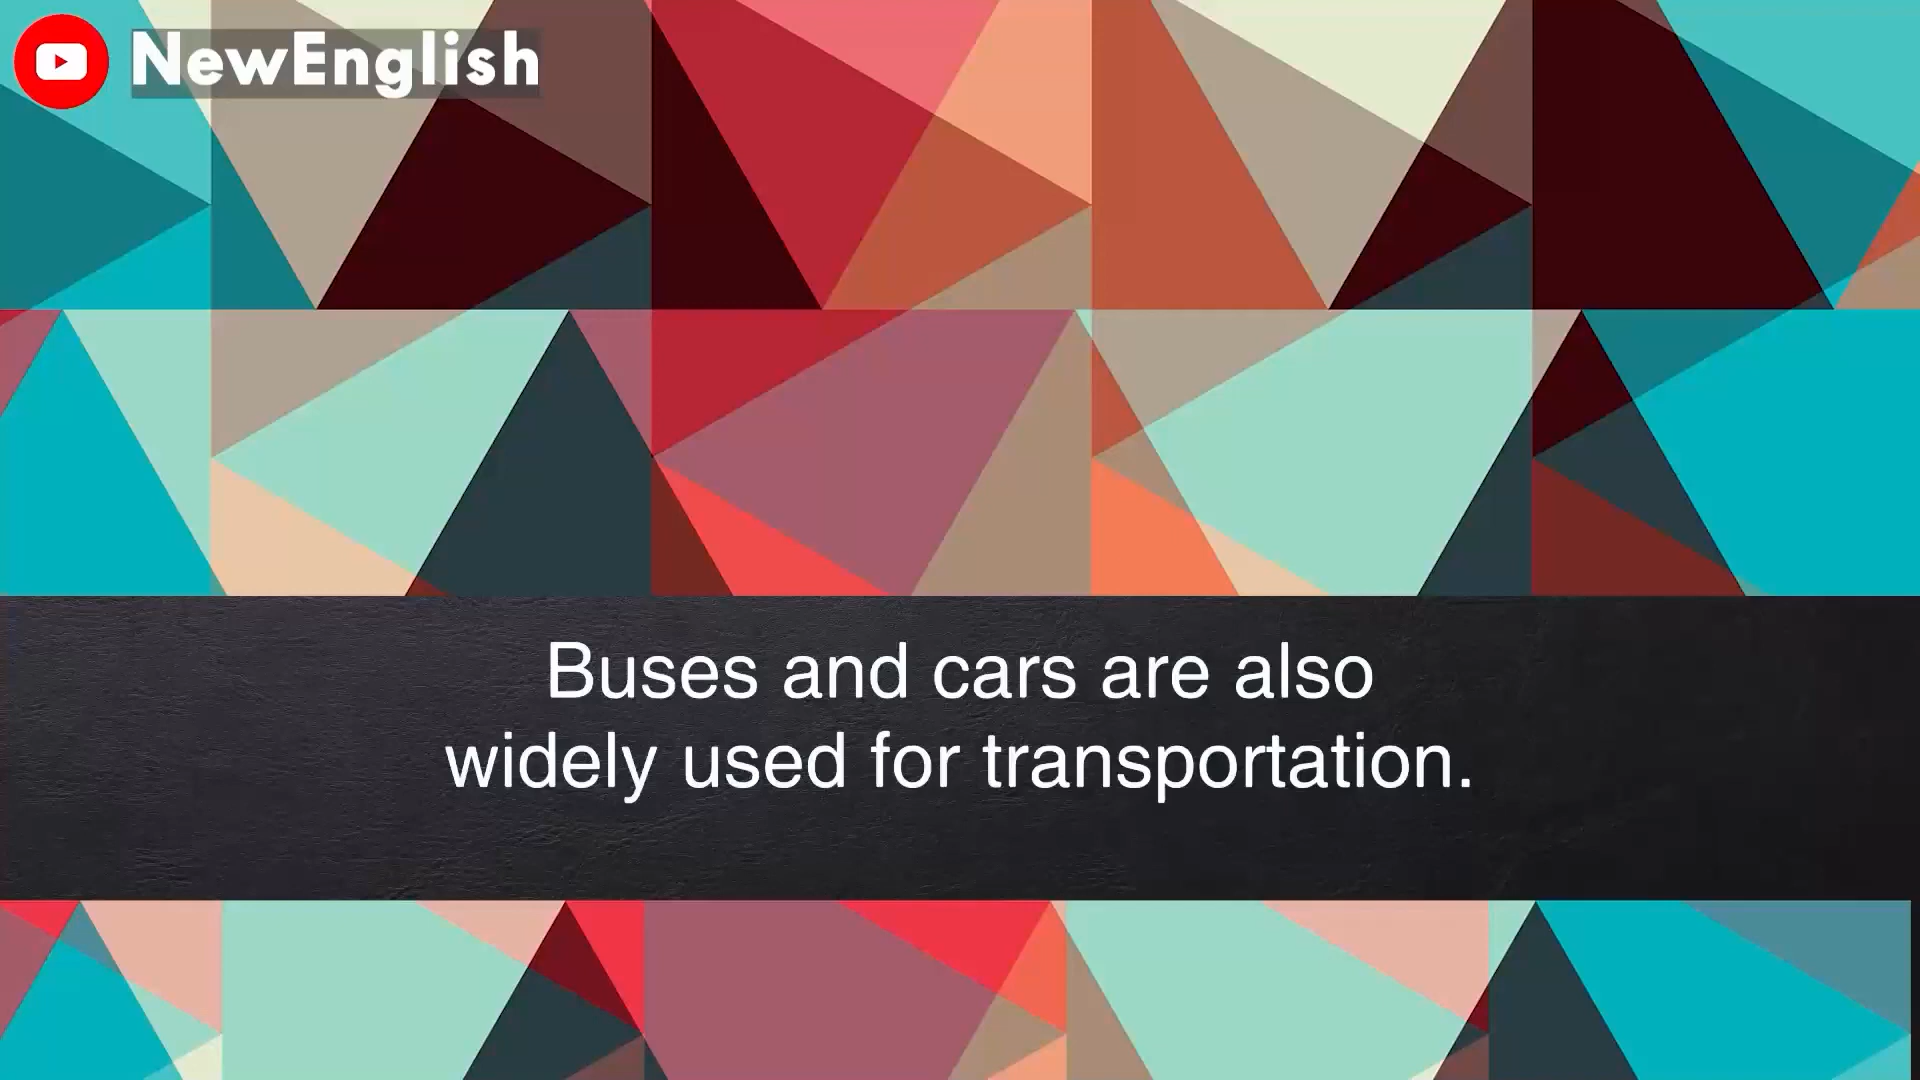 NewEnglish
Buses and cars are also
widely used for transportation.